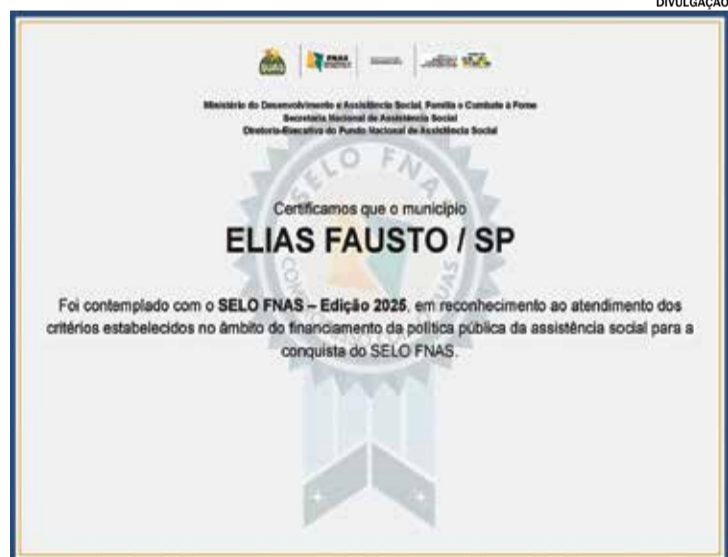 DIVULGAÇÃO
SUAS
FNAS
Ministério do Desenvolvimento e Assistência Social, Família e Combate à Fome
Secretaria Nacional de Assistência Social
Diretoria-Executiva do Fundo Nacional de Assistência Social
SELO FNAS
Certificamos que o município
ELIAS FAUSTO / SP
Foi contemplado com o SELO FNAS – Edição 2025, em reconhecimento ao atendimento dos
critérios estabelecidos no âmbito do financiamento da política pública da assistência social para a
conquista do SELO FNAS.